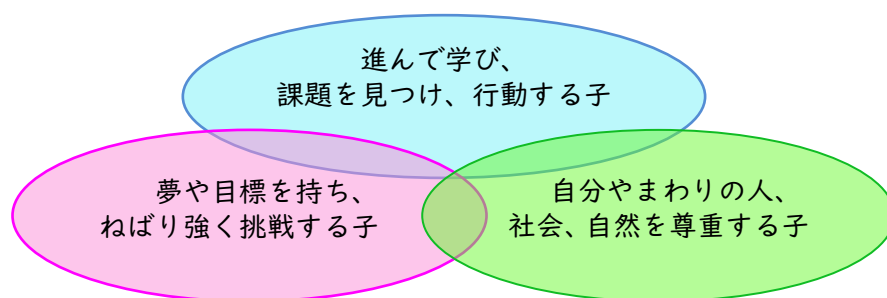 進んで学び、
課題を見つけ、行動する子
夢や目標を持ち、
ねばり強く挑戦する子
自分やまわりの人、
社会、自然を尊重する子